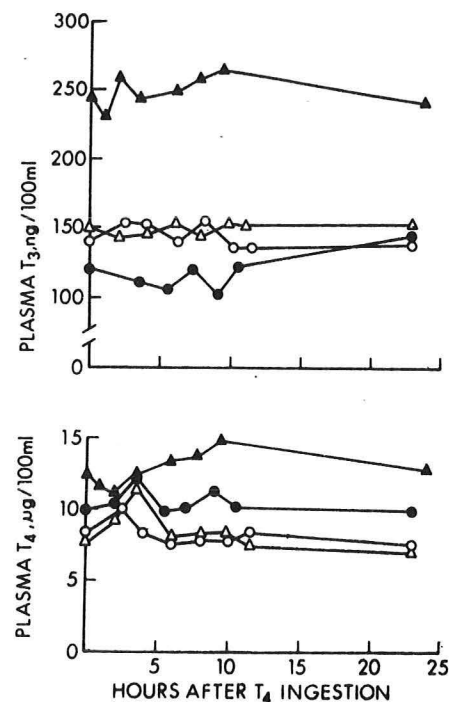 300
250
200
150
100
0
PLASMA T3, ng/100ml
15
10
5
0
PLASMA T4, µg/100ml
5 10 15 20 25
HOURS AFTER T4 INGESTION